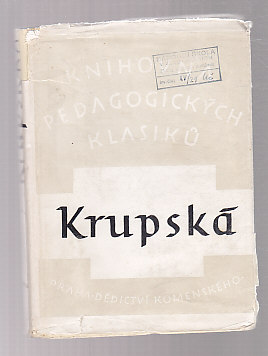 KNIHOVNA
PEDAGOGICKÝCH
KLASIKŮ
Krupská
PRAHA-DĚDICTVÍ KOMENSKÉHO-